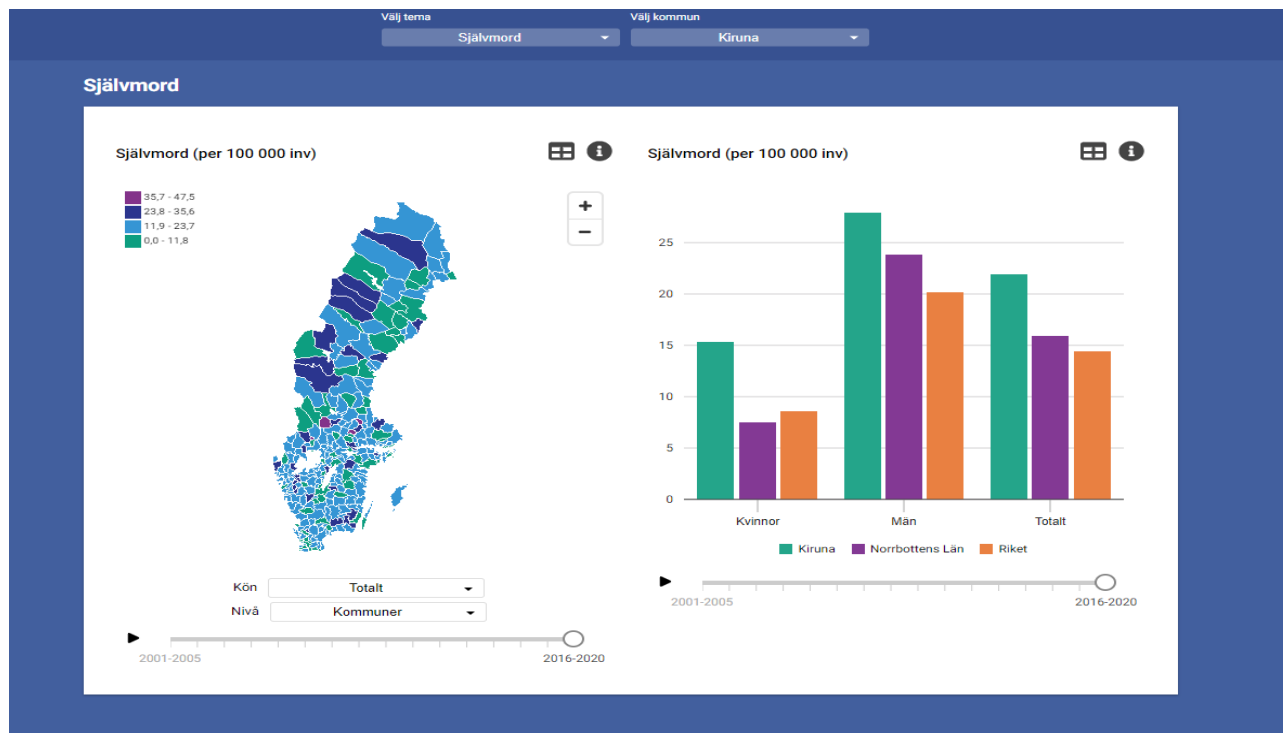 Välj tema
Välj kommun
Självmord
Kiruna
Självmord
Självmord (per 100 000 inv)
35,7 - 47,5
23,8 - 35,6
11,9 - 23,7
0,0 - 11,8
+
−
Kön
Totalt
Nivå
Kommuner
2001-2005
2016-2020
Självmord (per 100 000 inv)
25
20
15
10
5
0
Kvinnor
Män
Totalt
Kiruna
Norrbottens Län
Riket
2001-2005
2016-2020